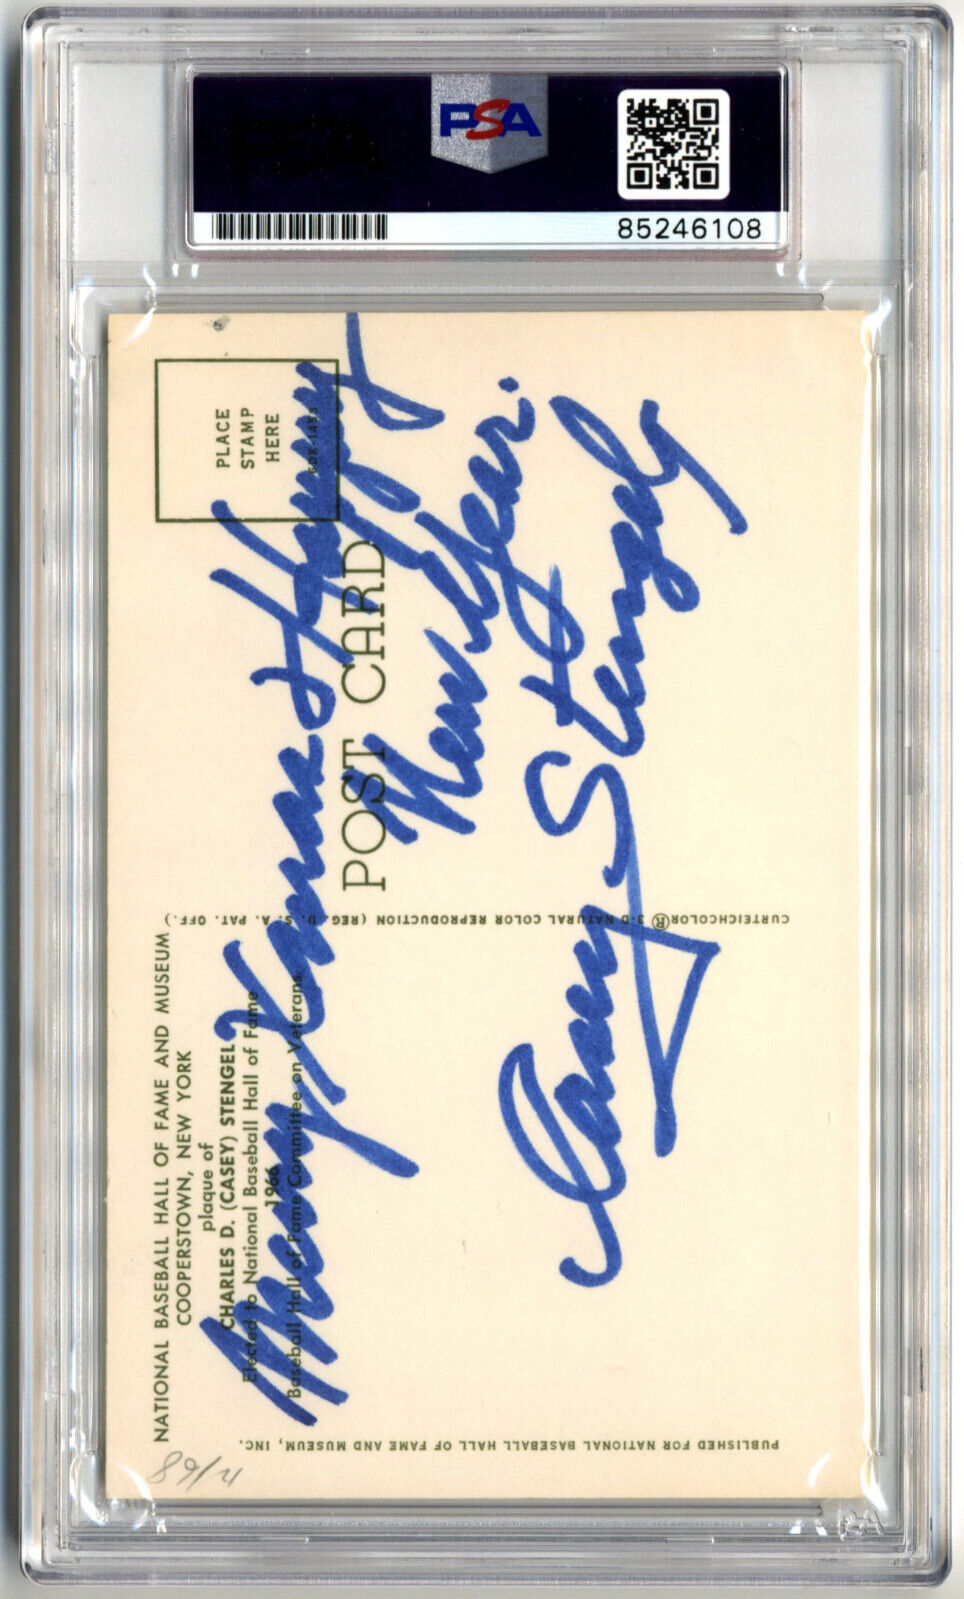 PSA
85246108
NATIONAL BASEBALL HALL OF FAME AND MUSEUM
COOPERSTOWN, NEW YORK
plaque of
CHARLES D. (CASEY) STENGEL
Elected to National Baseball Hall of Fame
1966
Baseball Hall of Fame Committee on Veterans
PLACE
STAMP
HERE
POST CARD
Merry Xmas Happy
New Year.
Casey Stengel
CURTEICHCOLOR® 3-D NATURAL COLOR REPRODUCTION (REG. U. S. A. PAT. OFF.)
PUBLISHED FOR NATIONAL BASEBALL HALL OF FAME AND MUSEUM, INC.